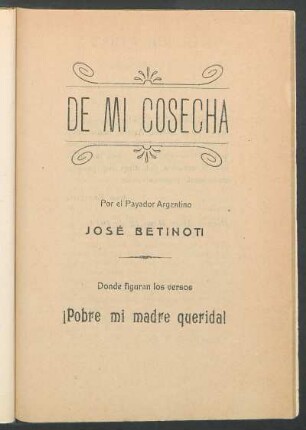 DE MI COSECHA
Por el Payador Argentino
JOSÉ BETINOTI
Donde figuran los versos
¡Pobre mi madre querida!